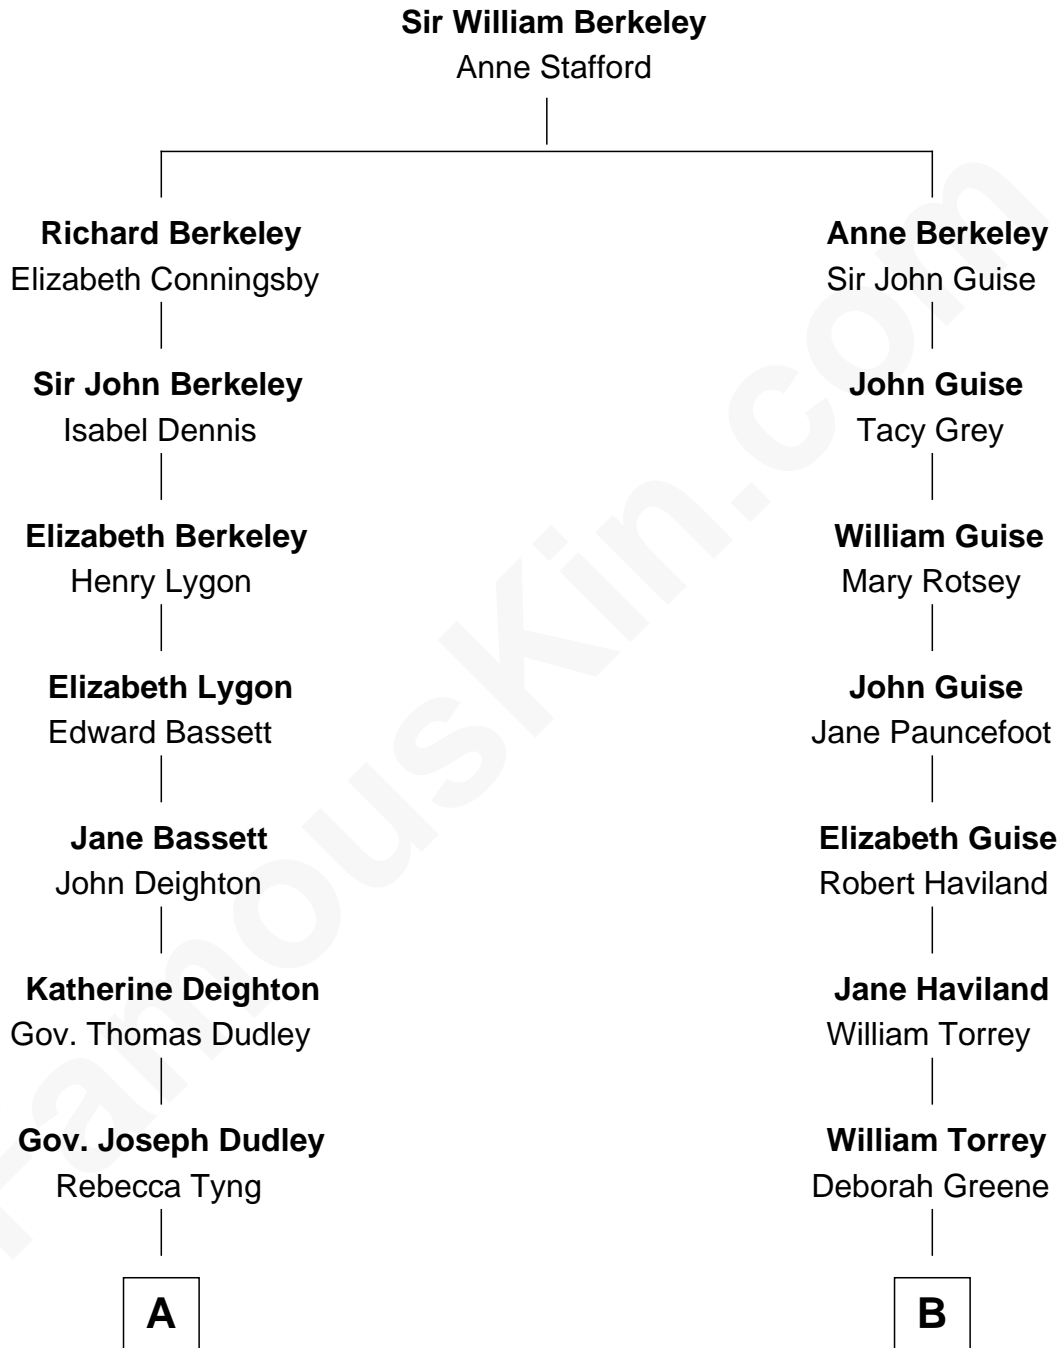 Sir William Berkeley
Anne Stafford
Richard Berkeley
Elizabeth Conningsby
Sir John Berkeley
Isabel Dennis
Elizabeth Berkeley
Henry Lygon
Elizabeth Lygon
Edward Bassett
Jane Bassett
John Deighton
Katherine Deighton
Gov. Thomas Dudley
Gov. Joseph Dudley
Rebecca Tyng
A
Anne Berkeley
Sir John Guise
John Guise
Tacy Grey
William Guise
Mary Rotsey
John Guise
Jane Pauncefoot
Elizabeth Guise
Robert Haviland
Jane Haviland
William Torrey
William Torrey
Deborah Greene
B
FamousKin.com